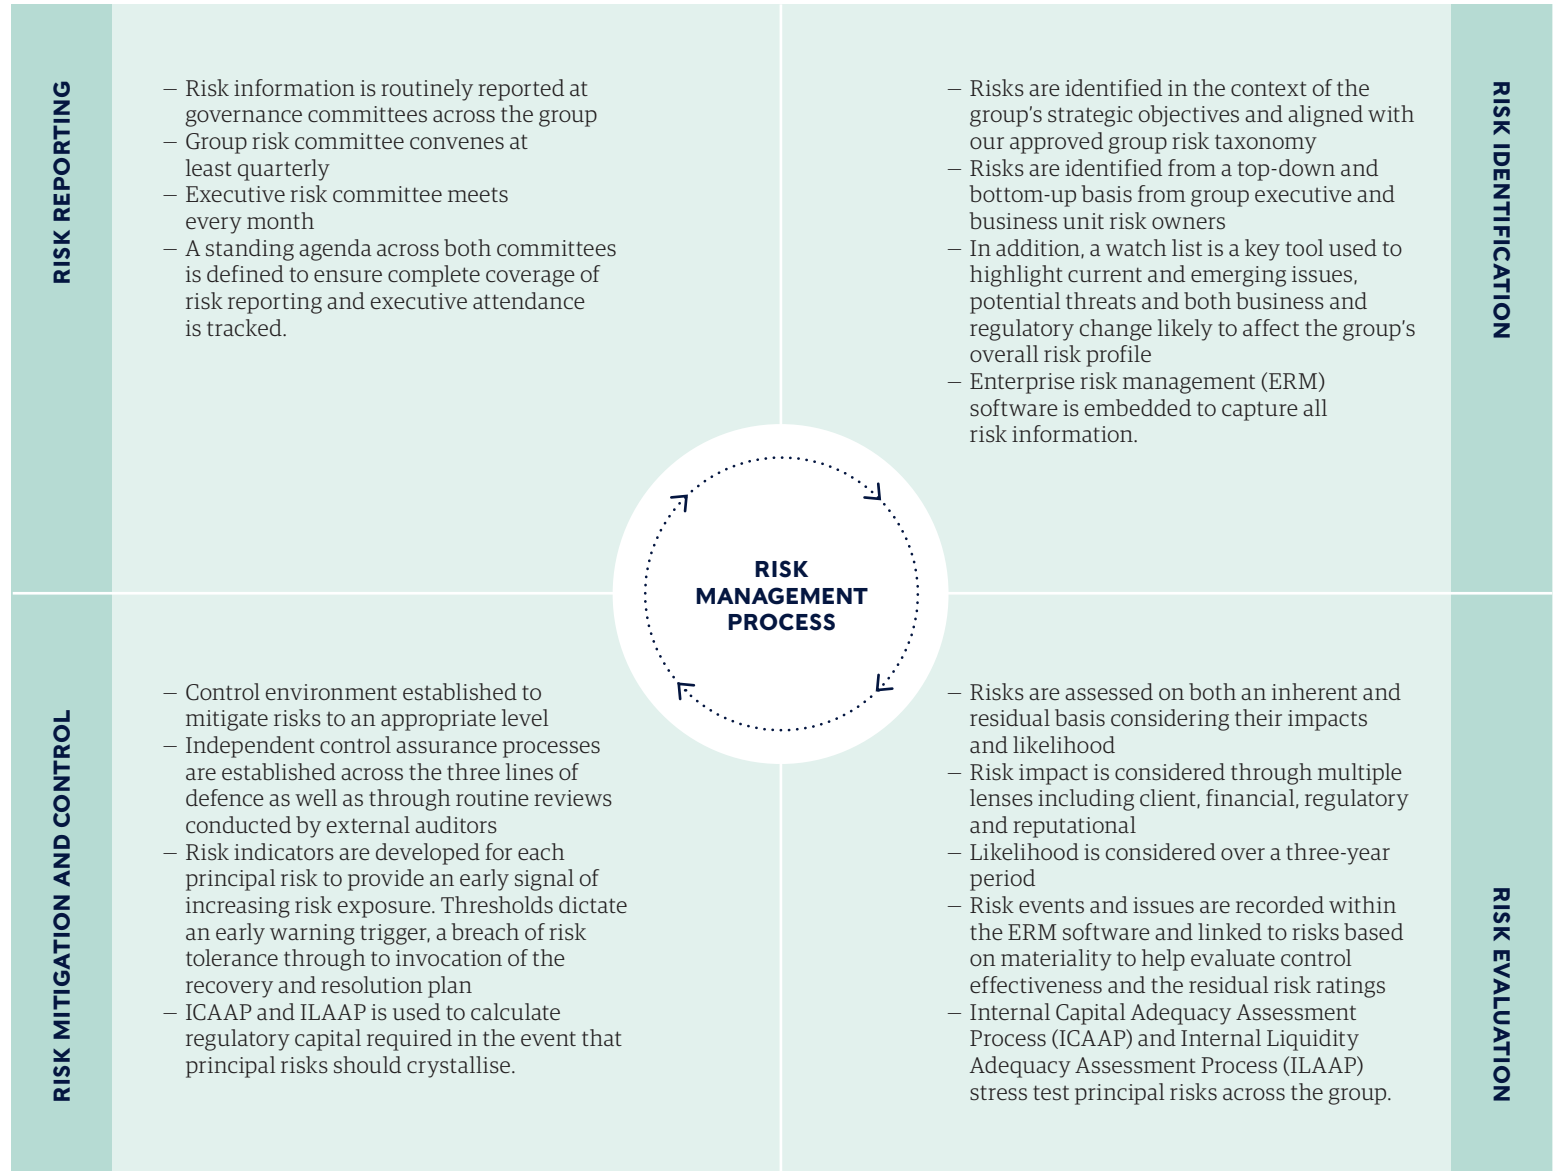 RISK REPORTING
– Risk information is routinely reported at
governance committees across the group
– Group risk committee convenes at
least quarterly
– Executive risk committee meets
every month
– A standing agenda across both committees
is defined to ensure complete coverage of
risk reporting and executive attendance
is tracked.
RISK IDENTIFICATION
– Risks are identified in the context of the
group’s strategic objectives and aligned with
our approved group risk taxonomy
– Risks are identified from a top-down and
bottom-up basis from group executive and
business unit risk owners
– In addition, a watch list is a key tool used to
highlight current and emerging issues,
potential threats and both business and
regulatory change likely to affect the group’s
overall risk profile
– Enterprise risk management (ERM)
software is embedded to capture all
risk information.
RISK
MANAGEMENT
PROCESS
RISK MITIGATION AND CONTROL
– Control environment established to
mitigate risks to an appropriate level
– Independent control assurance processes
are established across the three lines of
defence as well as through routine reviews
conducted by external auditors
– Risk indicators are developed for each
principal risk to provide an early signal of
increasing risk exposure. Thresholds dictate
an early warning trigger, a breach of risk
tolerance through to invocation of the
recovery and resolution plan
– ICAAP and ILAAP is used to calculate
regulatory capital required in the event that
principal risks should crystallise.
RISK EVALUATION
– Risks are assessed on both an inherent and
residual basis considering their impacts
and likelihood
– Risk impact is considered through multiple
lenses including client, financial, regulatory
and reputational
– Likelihood is considered over a three-year
period
– Risk events and issues are recorded within
the ERM software and linked to risks based
on materiality to help evaluate control
effectiveness and the residual risk ratings
– Internal Capital Adequacy Assessment
Process (ICAAP) and Internal Liquidity
Adequacy Assessment Process (ILAAP)
stress test principal risks across the group.